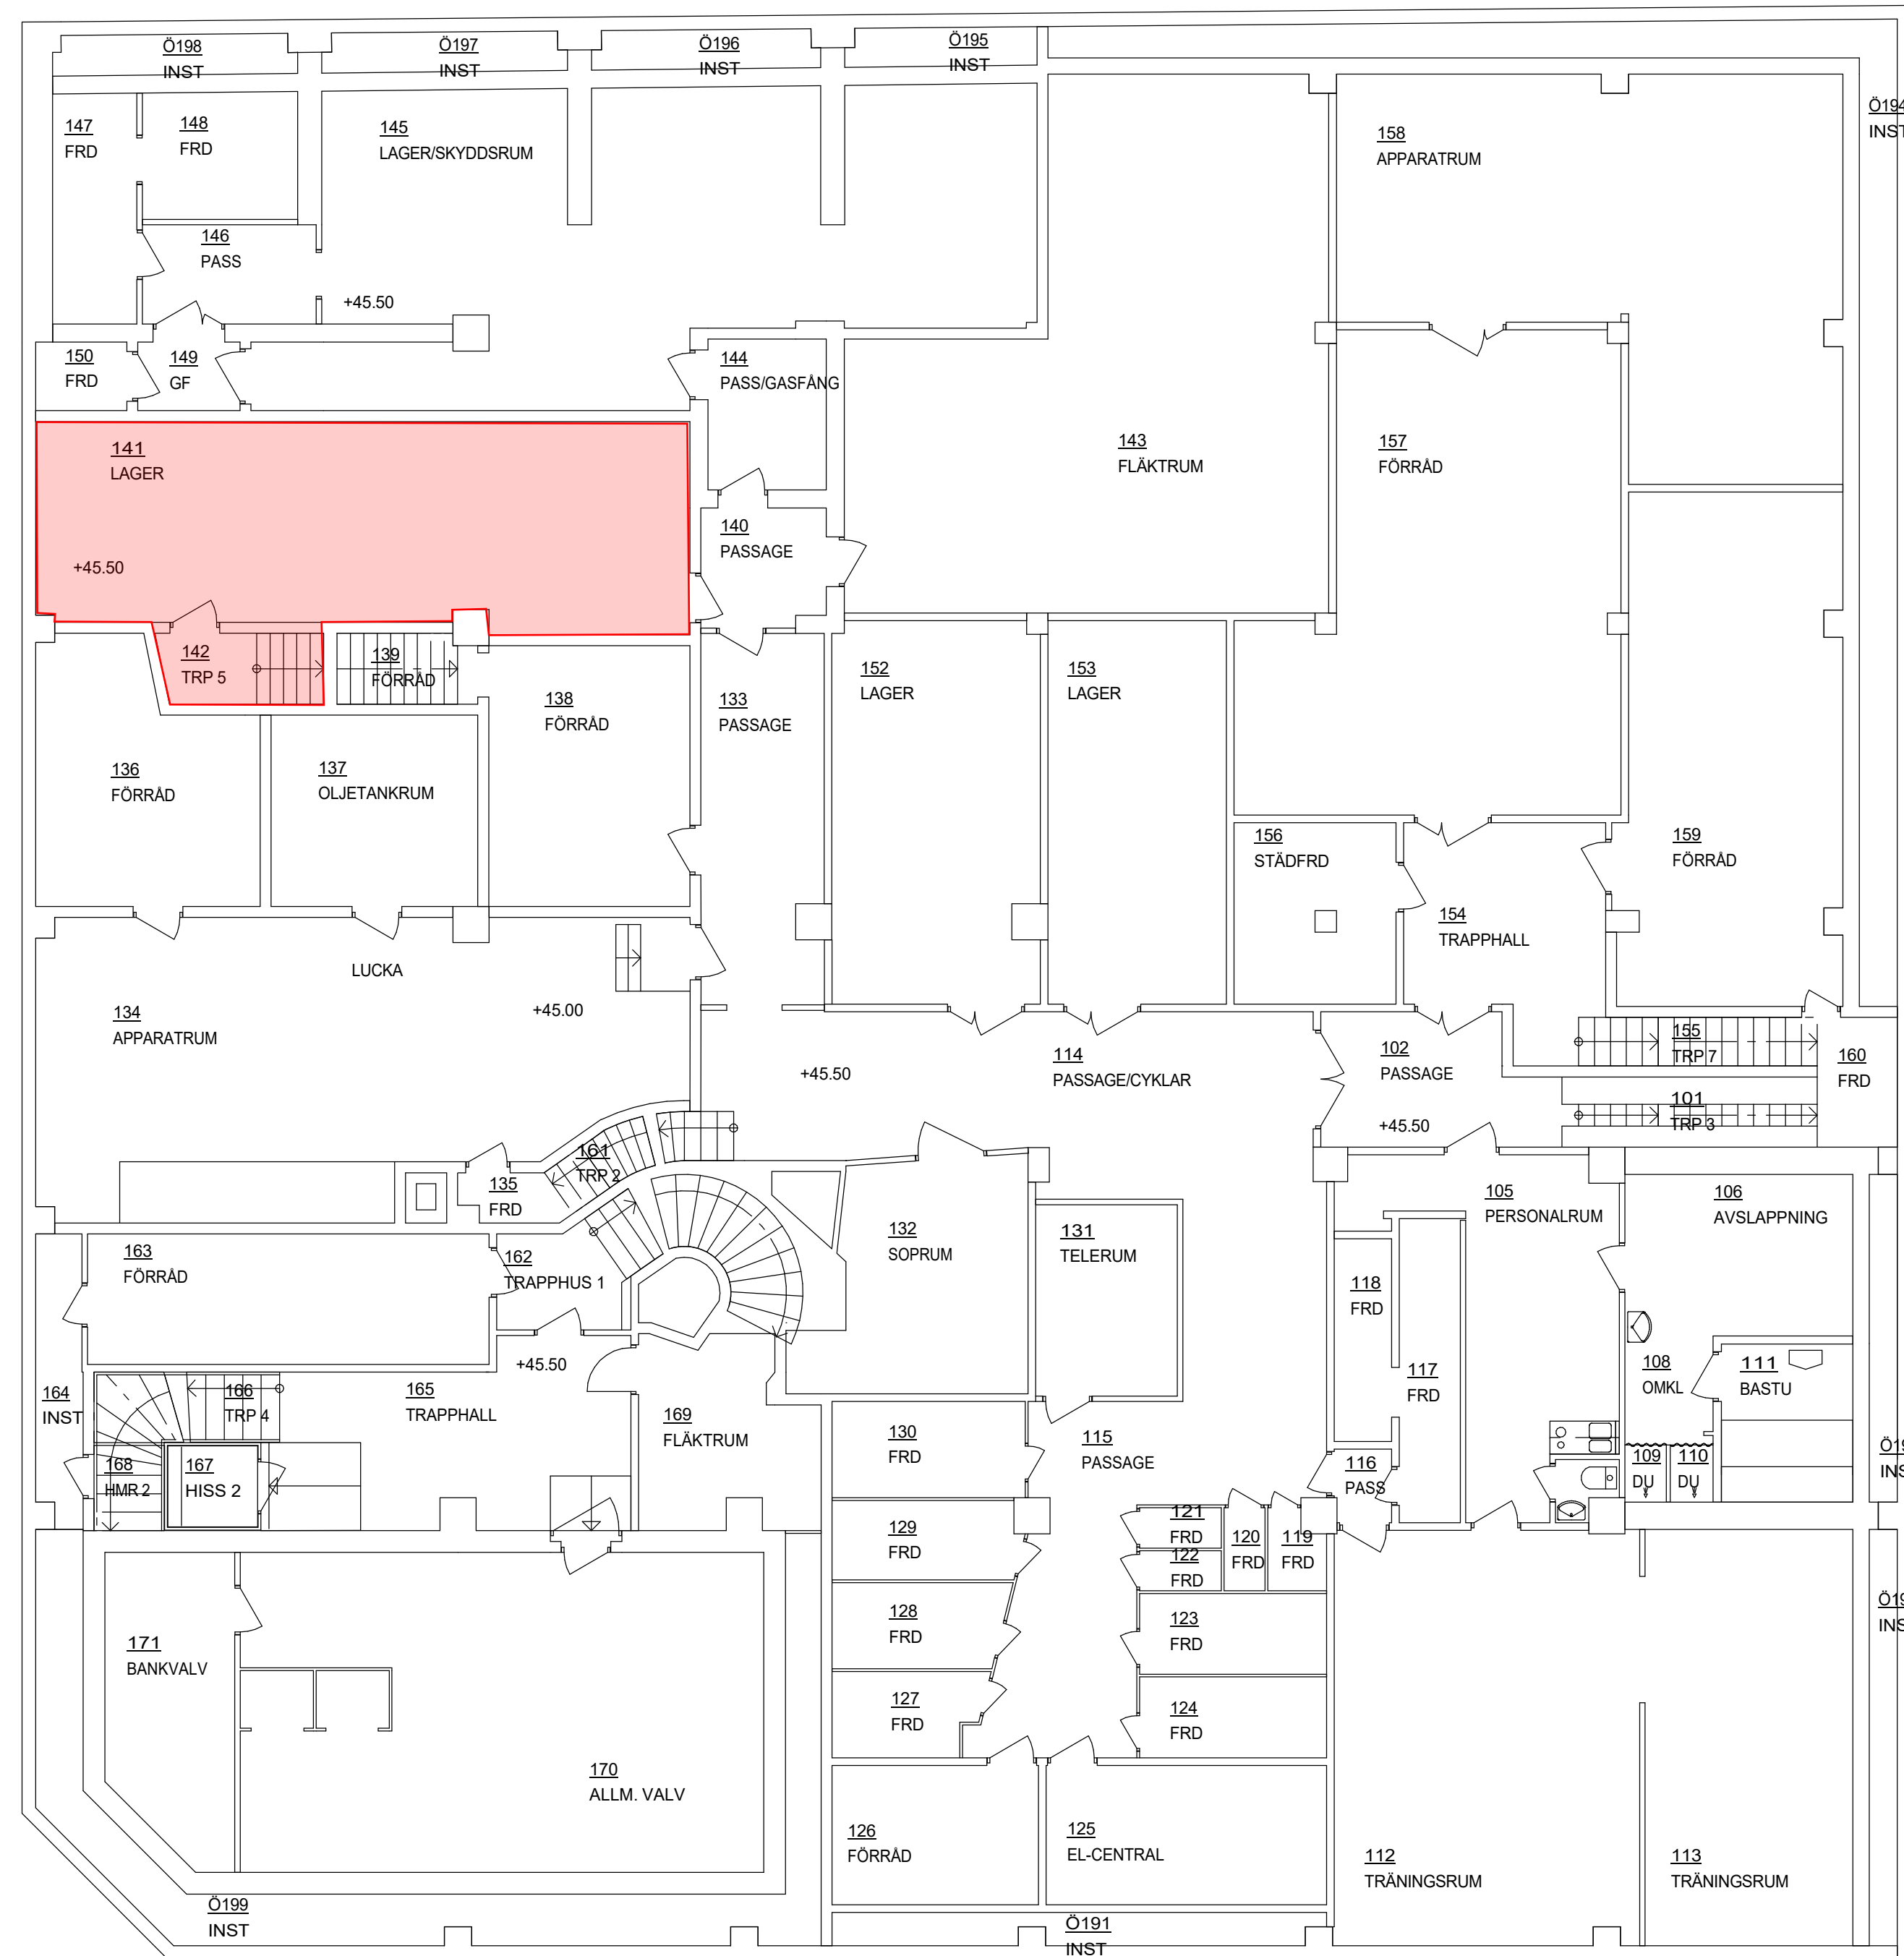 Ö198
INST
Ö197
INST
Ö196
INST
Ö195
INST
Ö194
INST
147
FRD
148
FRD
145
LAGER/SKYDDSRUM
158
APPARATRUM
146
PASS
+45.50
150
FRD
149
GF
144
PASS/GASFÅNG
143
FLÄKTRUM
157
FÖRRÅD
141
LAGER
+45.50
140
PASSAGE
142
TRP 5
139
FÖRRÅD
138
FÖRRÅD
133
PASSAGE
152
LAGER
153
LAGER
136
FÖRRÅD
137
OLJETANKRUM
156
STÄDFRD
159
FÖRRÅD
154
TRAPPHALL
LUCKA
134
APPARATRUM
+45.00
+45.50
114
PASSAGE/CYKLAR
102
PASSAGE
+45.50
155
TRP 7
160
FRD
101
TRP 3
161
TRP 2
135
FRD
105
PERSONALRUM
106
AVSLAPPNING
132
SOPRUM
131
TELERUM
163
FÖRRÅD
162
TRAPPHUS 1
118
FRD
+45.50
164
INST
166
TRP 4
165
TRAPPHALL
169
FLÄKTRUM
117
FRD
108
OMKL
111
BASTU
130
FRD
115
PASSAGE
116
PASS
109
DU
110
DU
168
HMR 2
167
HISS 2
129
FRD
121
FRD
122
FRD
120
FRD
119
FRD
128
FRD
123
FRD
171
BANKVALV
127
FRD
124
FRD
170
ALLM. VALV
126
FÖRRÅD
125
EL-CENTRAL
112
TRÄNINGSRUM
113
TRÄNINGSRUM
Ö199
INST
Ö191
INST